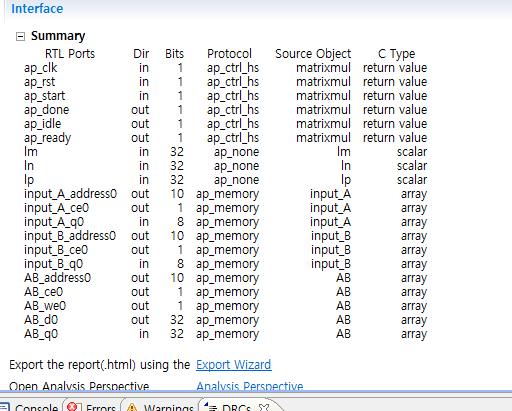 Interface
Summary
RTL Ports Dir Bits Protocol Source Object C Type
ap_clk in 1 ap_ctrl_hs matrixmul return value
ap_rst in 1 ap_ctrl_hs matrixmul return value
ap_start in 1 ap_ctrl_hs matrixmul return value
ap_done out 1 ap_ctrl_hs matrixmul return value
ap_idle out 1 ap_ctrl_hs matrixmul return value
ap_ready out 1 ap_ctrl_hs matrixmul return value
lm in 32 ap_none lm scalar
ln in 32 ap_none ln scalar
lp in 32 ap_none lp scalar
input_A_address0 out 10 ap_memory input_A array
input_A_ce0 out 1 ap_memory input_A array
input_A_q0 in 8 ap_memory input_A array
input_B_address0 out 10 ap_memory input_B array
input_B_ce0 out 1 ap_memory input_B array
input_B_q0 in 8 ap_memory input_B array
AB_address0 out 10 ap_memory AB array
AB_ce0 out 1 ap_memory AB array
AB_we0 out 1 ap_memory AB array
AB_d0 out 32 ap_memory AB array
AB_q0 in 32 ap_memory AB array
Export the report(.html) using the Export Wizard
Open Analysis Perspective Analysis Perspective
Console Errors Warnings DRCs